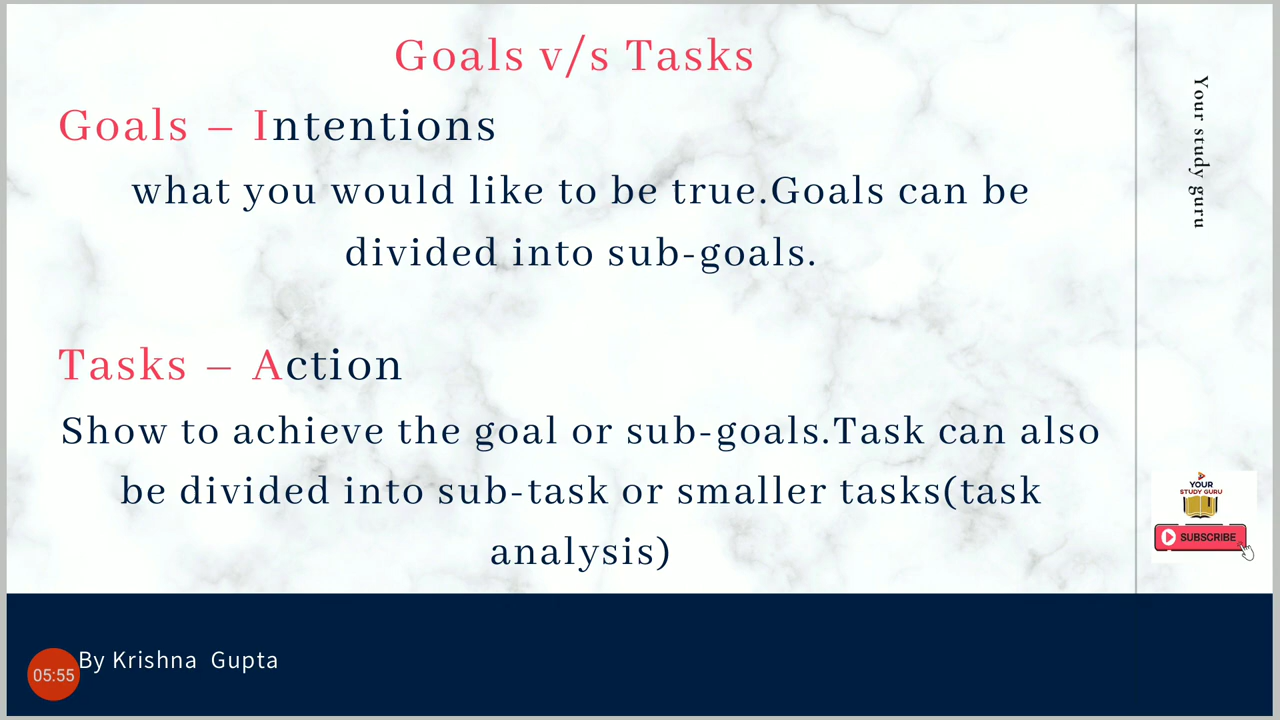 Goals v/s Tasks
Goals – Intentions
what you would like to be true.Goals can be
divided into sub-goals.
Tasks – Action
Show to achieve the goal or sub-goals.Task can also
be divided into sub-task or smaller tasks(task
analysis)
Your study guru
YOUR
STUDY GURU
SUBSCRIBE
By Krishna Gupta
05:55